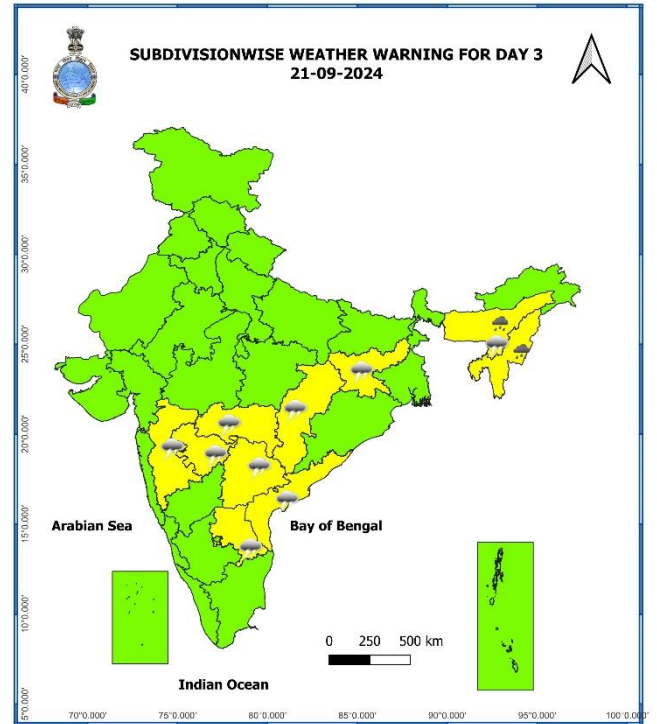 SUBDIVISIONWISE WEATHER WARNING FOR DAY 3
21-09-2024
40°0.000'
35°0.000'
30°0.000'
25°0.000'
20°0.000'
15°0.000'
10°0.000'
5°0.000'
Arabian Sea
Bay of Bengal
0 250 500 km
Indian Ocean
70°0.000' 75°0.000' 80°0.000' 85°0.000' 90°0.000' 95°0.000' 100°0.000'